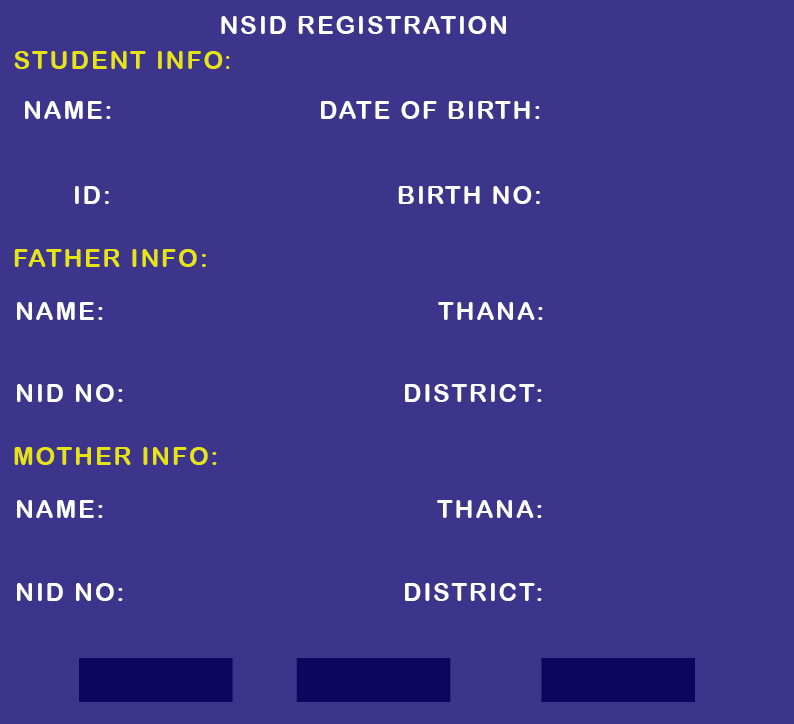 NSID REGISTRATION
STUDENT INFO:
NAME: DATE OF BIRTH:
ID: BIRTH NO:
FATHER INFO:
NAME: THANA:
NID NO: DISTRICT:
MOTHER INFO:
NAME: THANA:
NID NO: DISTRICT: